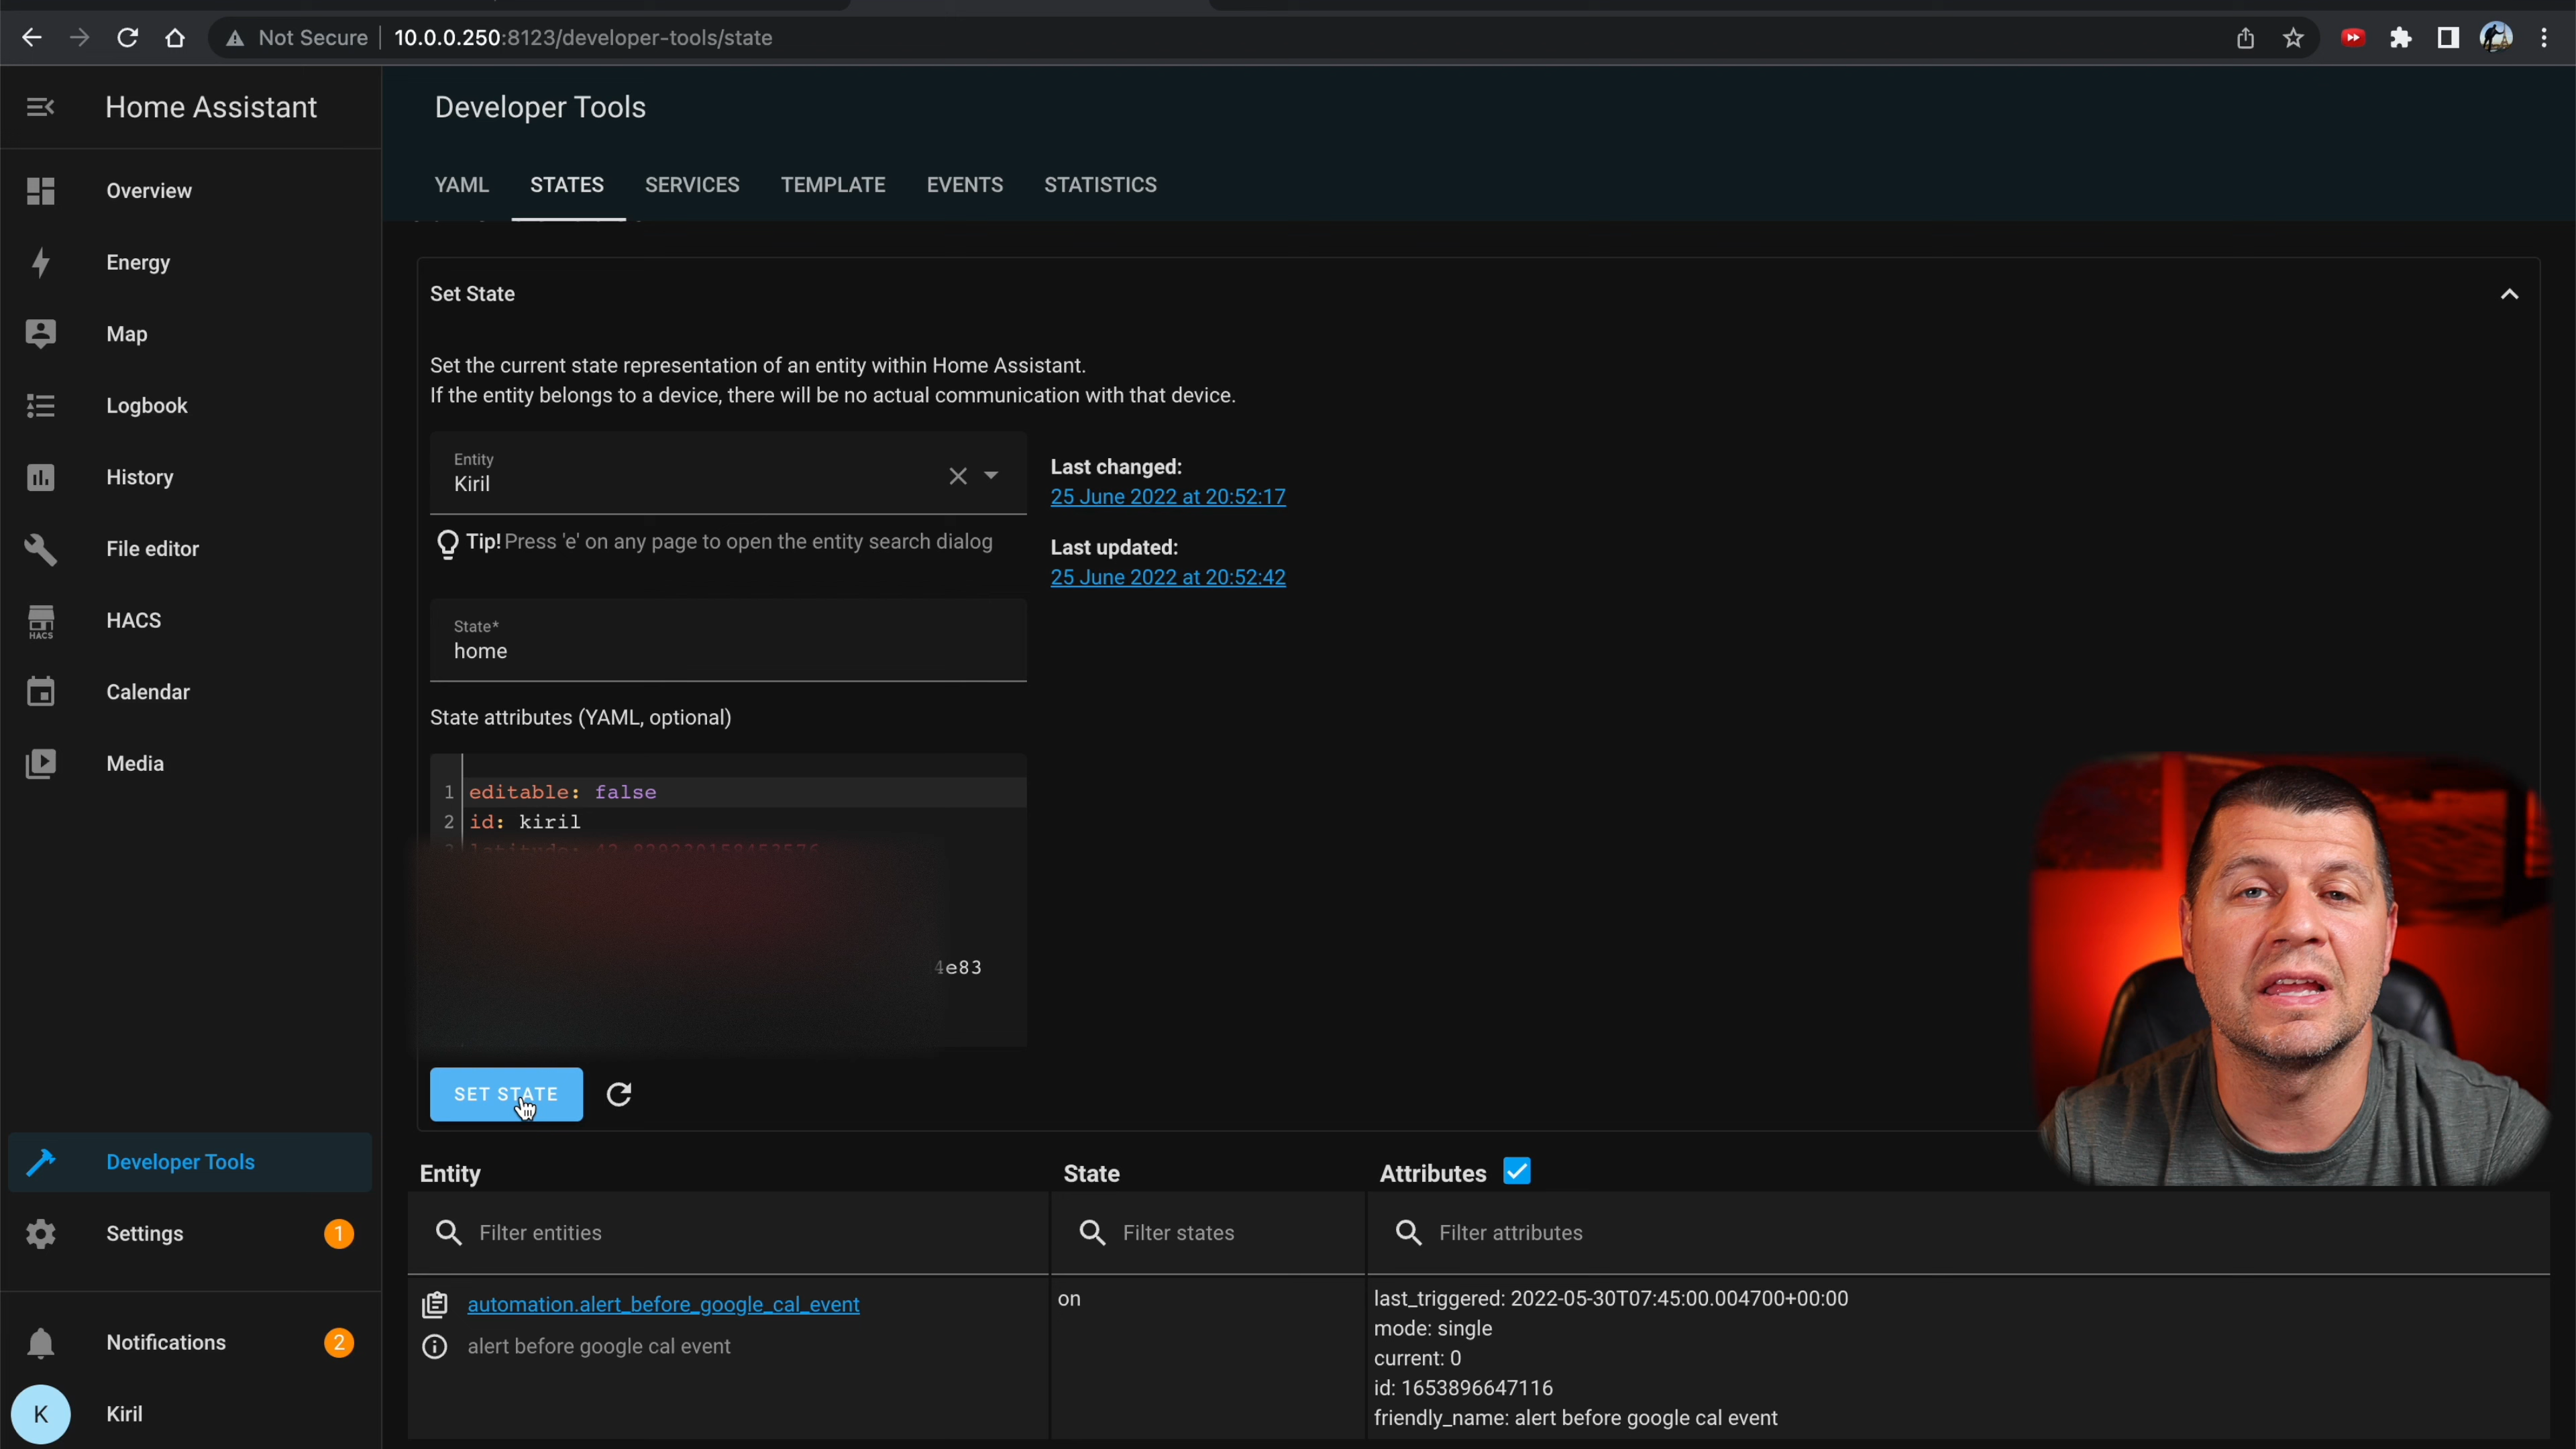 Not Secure
10.0.0.250:8123/developer-tools/state
Home Assistant
Overview
Energy
Map
Logbook
History
File editor
HACS
HACS
Calendar
Media
Developer Tools
Settings
1
Notifications
2
K
Kiril
Developer Tools
YAML
STATES
SERVICES
TEMPLATE
EVENTS
STATISTICS
Set State
Set the current state representation of an entity within Home Assistant.
If the entity belongs to a device, there will be no actual communication with that device.
Entity
Kiril
Tip! Press 'e' on any page to open the entity search dialog
Last changed:
25 June 2022 at 20:52:17
Last updated:
25 June 2022 at 20:52:42
State*
home
State attributes (YAML, optional)
1 editable: false
2 id: kiril
4e83
SET STATE
Entity
State
Attributes
Filter entities
Filter states
Filter attributes
automation.alert_before_google_cal_event
alert before google cal event
on
last_triggered: 2022-05-30T07:45:00.004700+00:00
mode: single
current: 0
id: 1653896647116
friendly_name: alert before google cal event